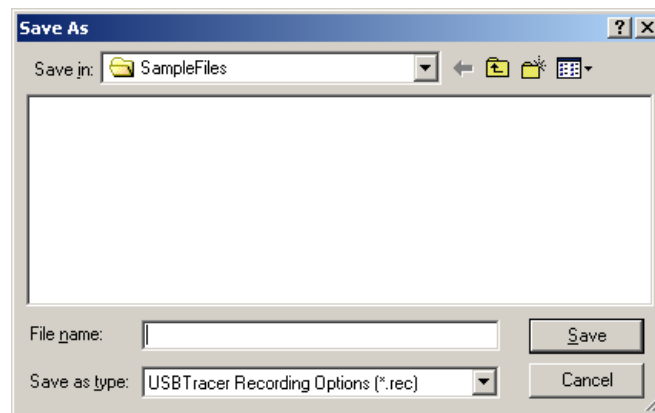 Save As
Save in: SampleFiles
File name:
Save
Save as type: USBTracer Recording Options (*.rec)
Cancel